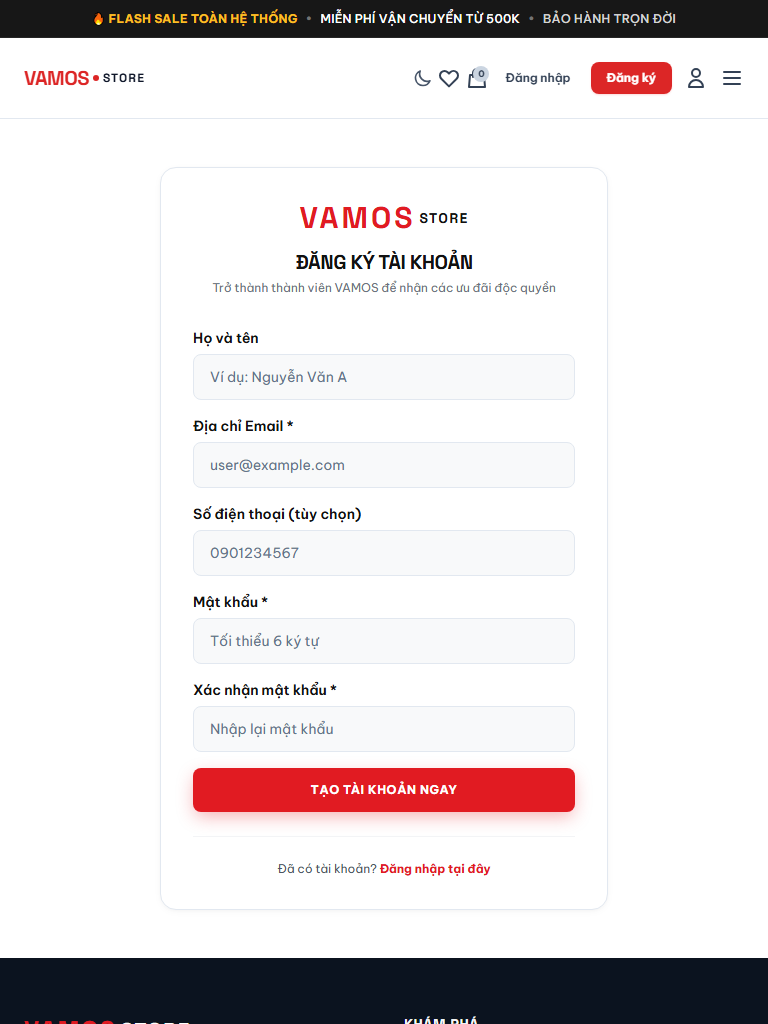 🔥 FLASH SALE TOÀN HỆ THỐNG • MIỄN PHÍ VẬN CHUYỂN TỪ 500K • BẢO HÀNH TRỌN ĐỜI
VAMOS • STORE
0
Đăng nhập
Đăng ký
VAMOS STORE
ĐĂNG KÝ TÀI KHOẢN
Trở thành thành viên VAMOS để nhận các ưu đãi độc quyền
Họ và tên
Ví dụ: Nguyễn Văn A
Địa chỉ Email *
user@example.com
Số điện thoại (tùy chọn)
0901234567
Mật khẩu *
Tối thiểu 6 ký tự
Xác nhận mật khẩu *
Nhập lại mật khẩu
TẠO TÀI KHOẢN NGAY
Đã có tài khoản? Đăng nhập tại đây
VAMOS STORE
KHÁM PHÁ